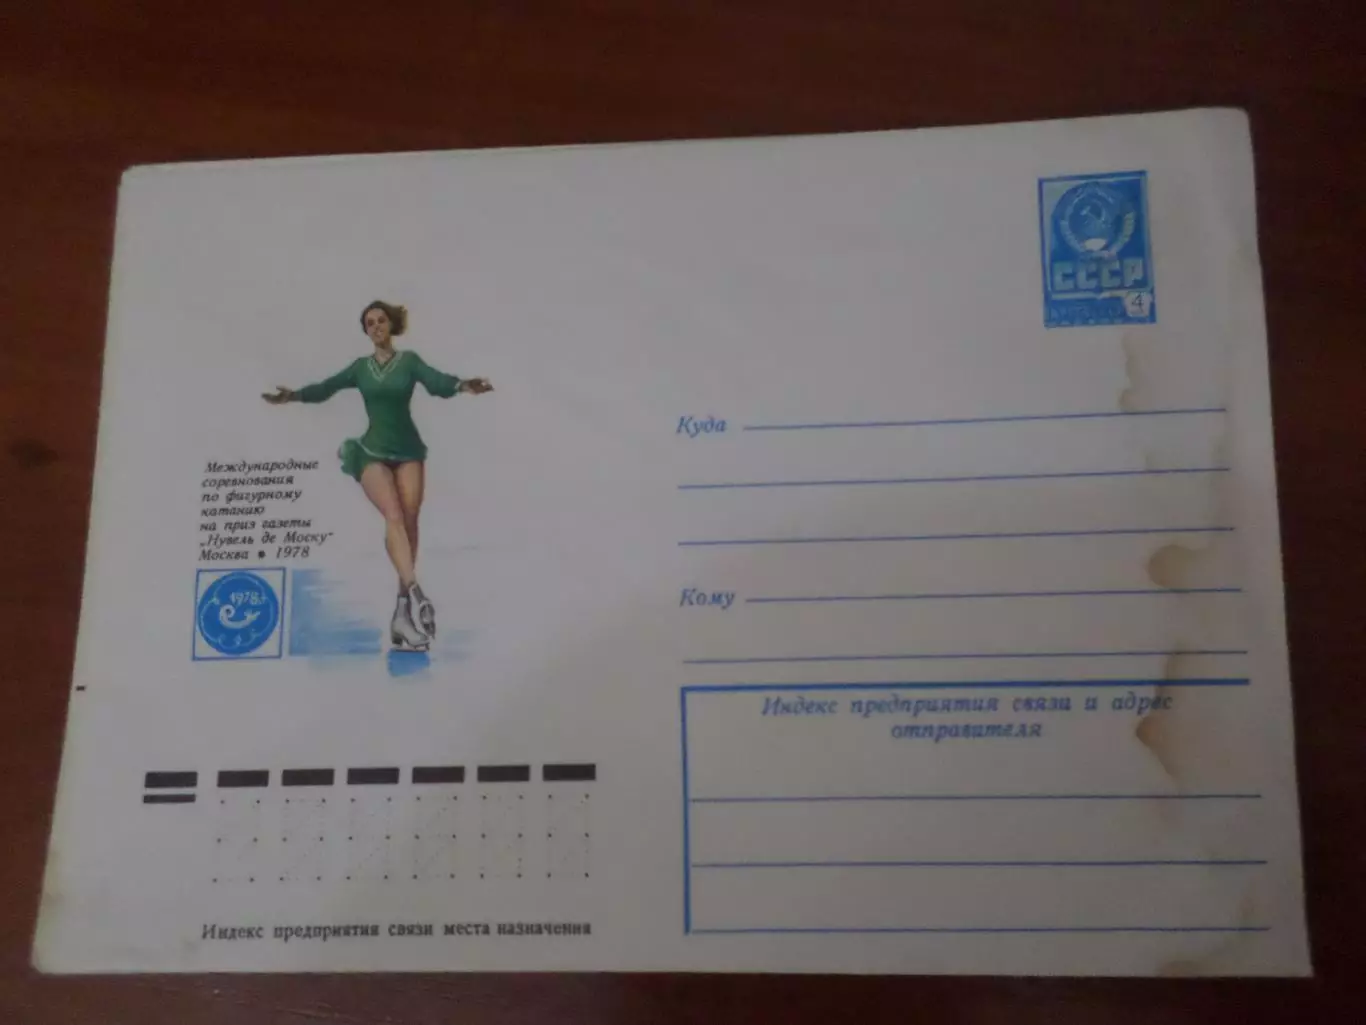 СССР
4
Куда
Международные
соревнования
по фигурному
катанию
на приз газеты
„Нувель де Моску"
Москва • 1978
1978
Кому
Индекс предприятия связи и адрес
отправителя
Индекс предприятия связи места назначения